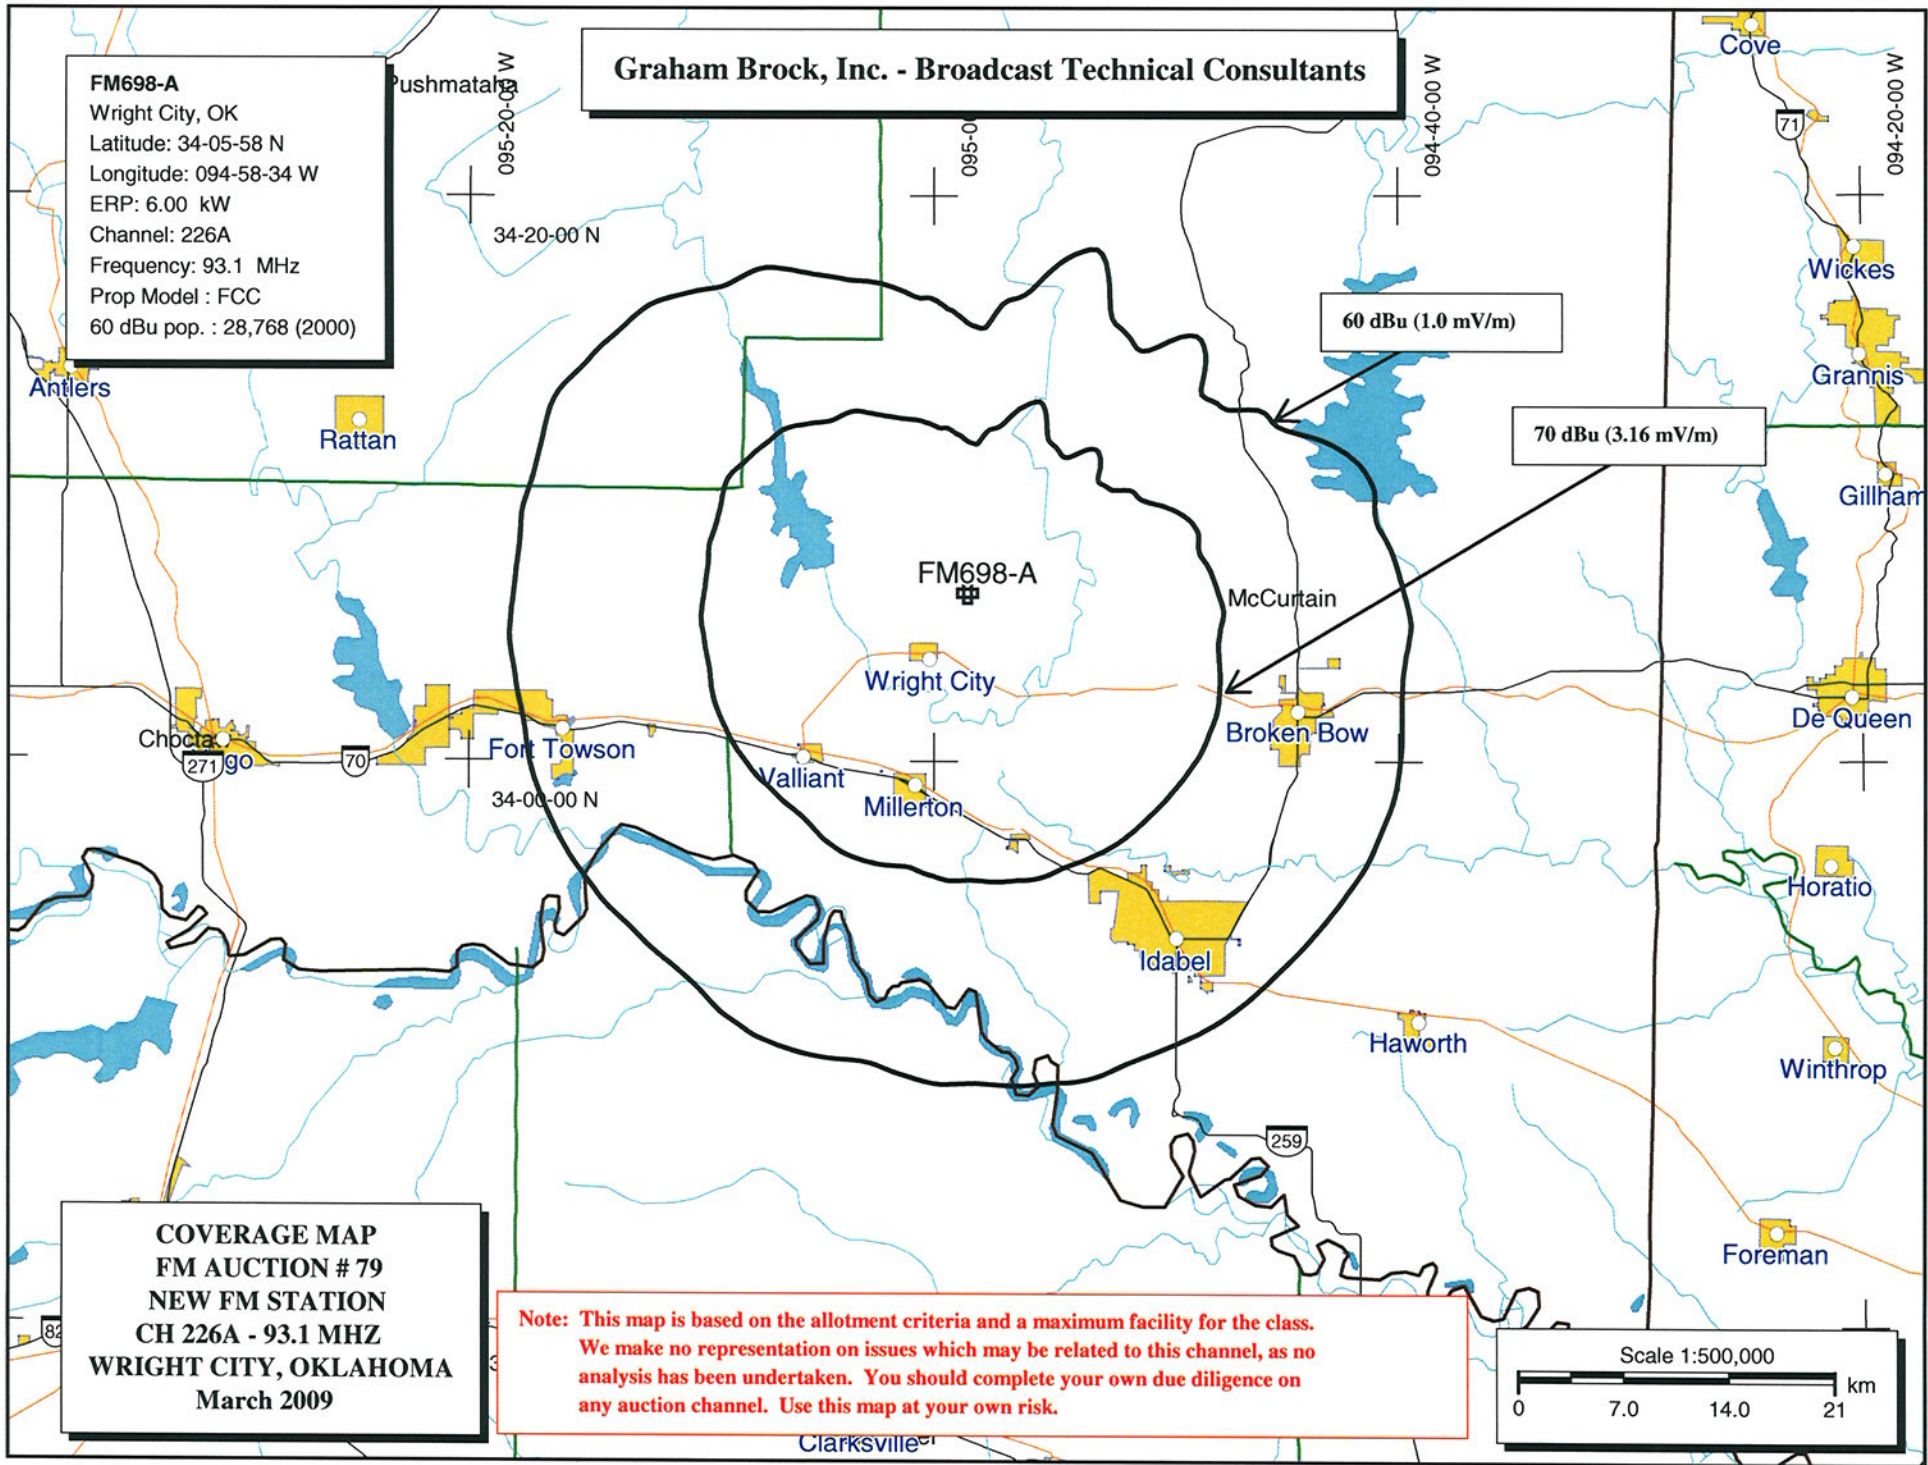 Graham Brock, Inc. - Broadcast Technical Consultants
FM698-A
Wright City, OK
Latitude: 34-05-58 N
Longitude: 094-58-34 W
ERP: 6.00 kW
Channel: 226A
Frequency: 93.1 MHz
Prop Model : FCC
60 dBu pop. : 28,768 (2000)
Pushmataha
095-20-00 W
095-0
094-40-00 W
094-20-00 W
Cove
71
34-20-00 N
Wickes
60 dBu (1.0 mV/m)
Antlers
Grannis
Rattan
70 dBu (3.16 mV/m)
Gillham
FM698-A
McCurtain
Wright City
De Queen
Broken Bow
Chocta
go
271
70
Fort Towson
Valliant
Millerton
34-00-00 N
Horatio
Idabel
Haworth
Winthrop
259
Foreman
COVERAGE MAP
FM AUCTION # 79
NEW FM STATION
CH 226A - 93.1 MHZ
WRIGHT CITY, OKLAHOMA
March 2009
82
Note: This map is based on the allotment criteria and a maximum facility for the class.
We make no representation on issues which may be related to this channel, as no
analysis has been undertaken. You should complete your own due diligence on
any auction channel. Use this map at your own risk.
Scale 1:500,000
km
0 7.0 14.0 21
Clarksville